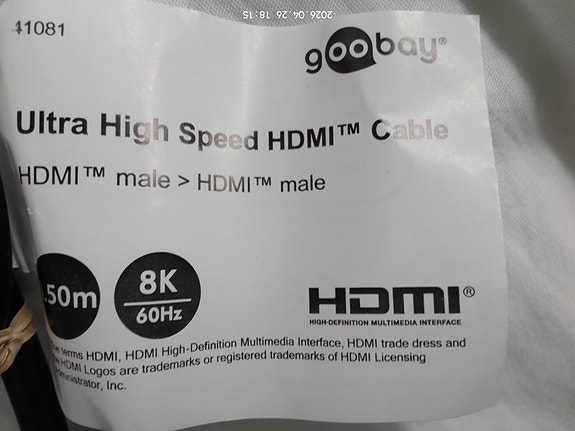 2026.04.26 18:15
41081
goobay®
Ultra High Speed HDMI™ Cable
HDMI™ male > HDMI™ male
.50m
8K
60Hz
HDMI®
HIGH-DEFINITION MULTIMEDIA INTERFACE
terms HDMI, HDMI High-Definition Multimedia Interface, HDMI trade dress and
HDMI Logos are trademarks or registered trademarks of HDMI Licensing
Inc.